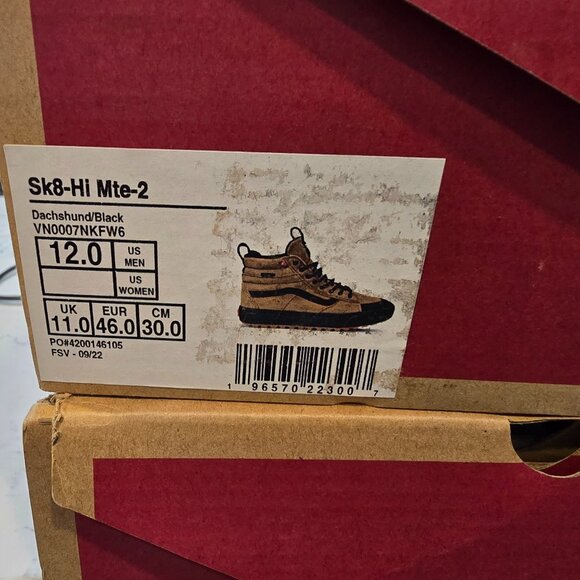 Sk8-Hi Mte-2
Dachshund/Black
VN0007NKFW6
12.0 US MEN
US WOMEN
UK EUR CM
11.0 46.0 30.0
PO#4200146105
FSV - 09/22
1 96570 22300 7